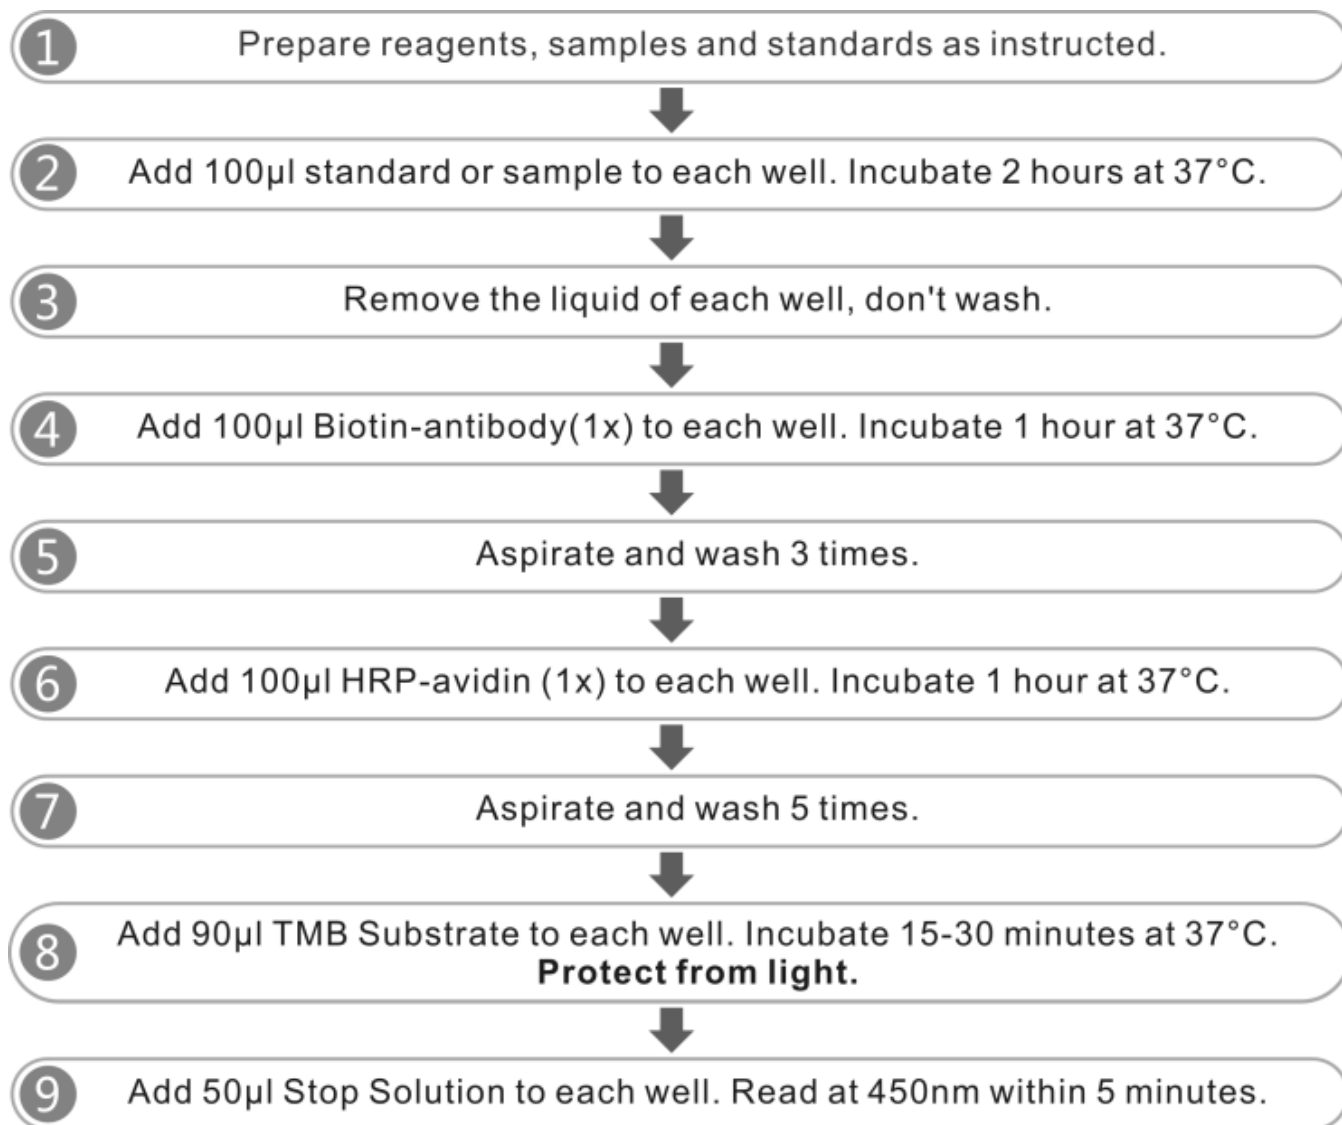 1 Prepare reagents, samples and standards as instructed.
2 Add 100µl standard or sample to each well. Incubate 2 hours at 37°C.
3 Remove the liquid of each well, don't wash.
4 Add 100µl Biotin-antibody(1x) to each well. Incubate 1 hour at 37°C.
5 Aspirate and wash 3 times.
6 Add 100µl HRP-avidin (1x) to each well. Incubate 1 hour at 37°C.
7 Aspirate and wash 5 times.
8 Add 90µl TMB Substrate to each well. Incubate 15-30 minutes at 37°C.
Protect from light.
9 Add 50µl Stop Solution to each well. Read at 450nm within 5 minutes.